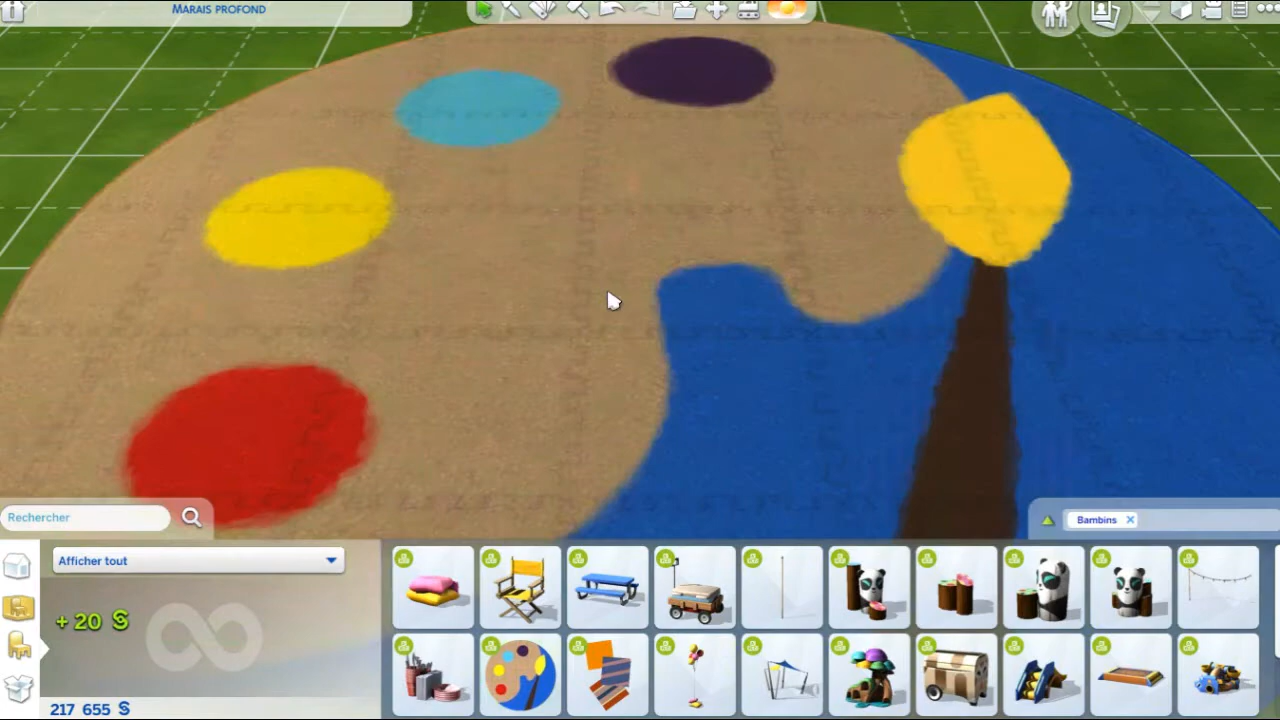 Marais profond
Rechercher
Bambins ×
Afficher tout
+ 20 §
217 655 §